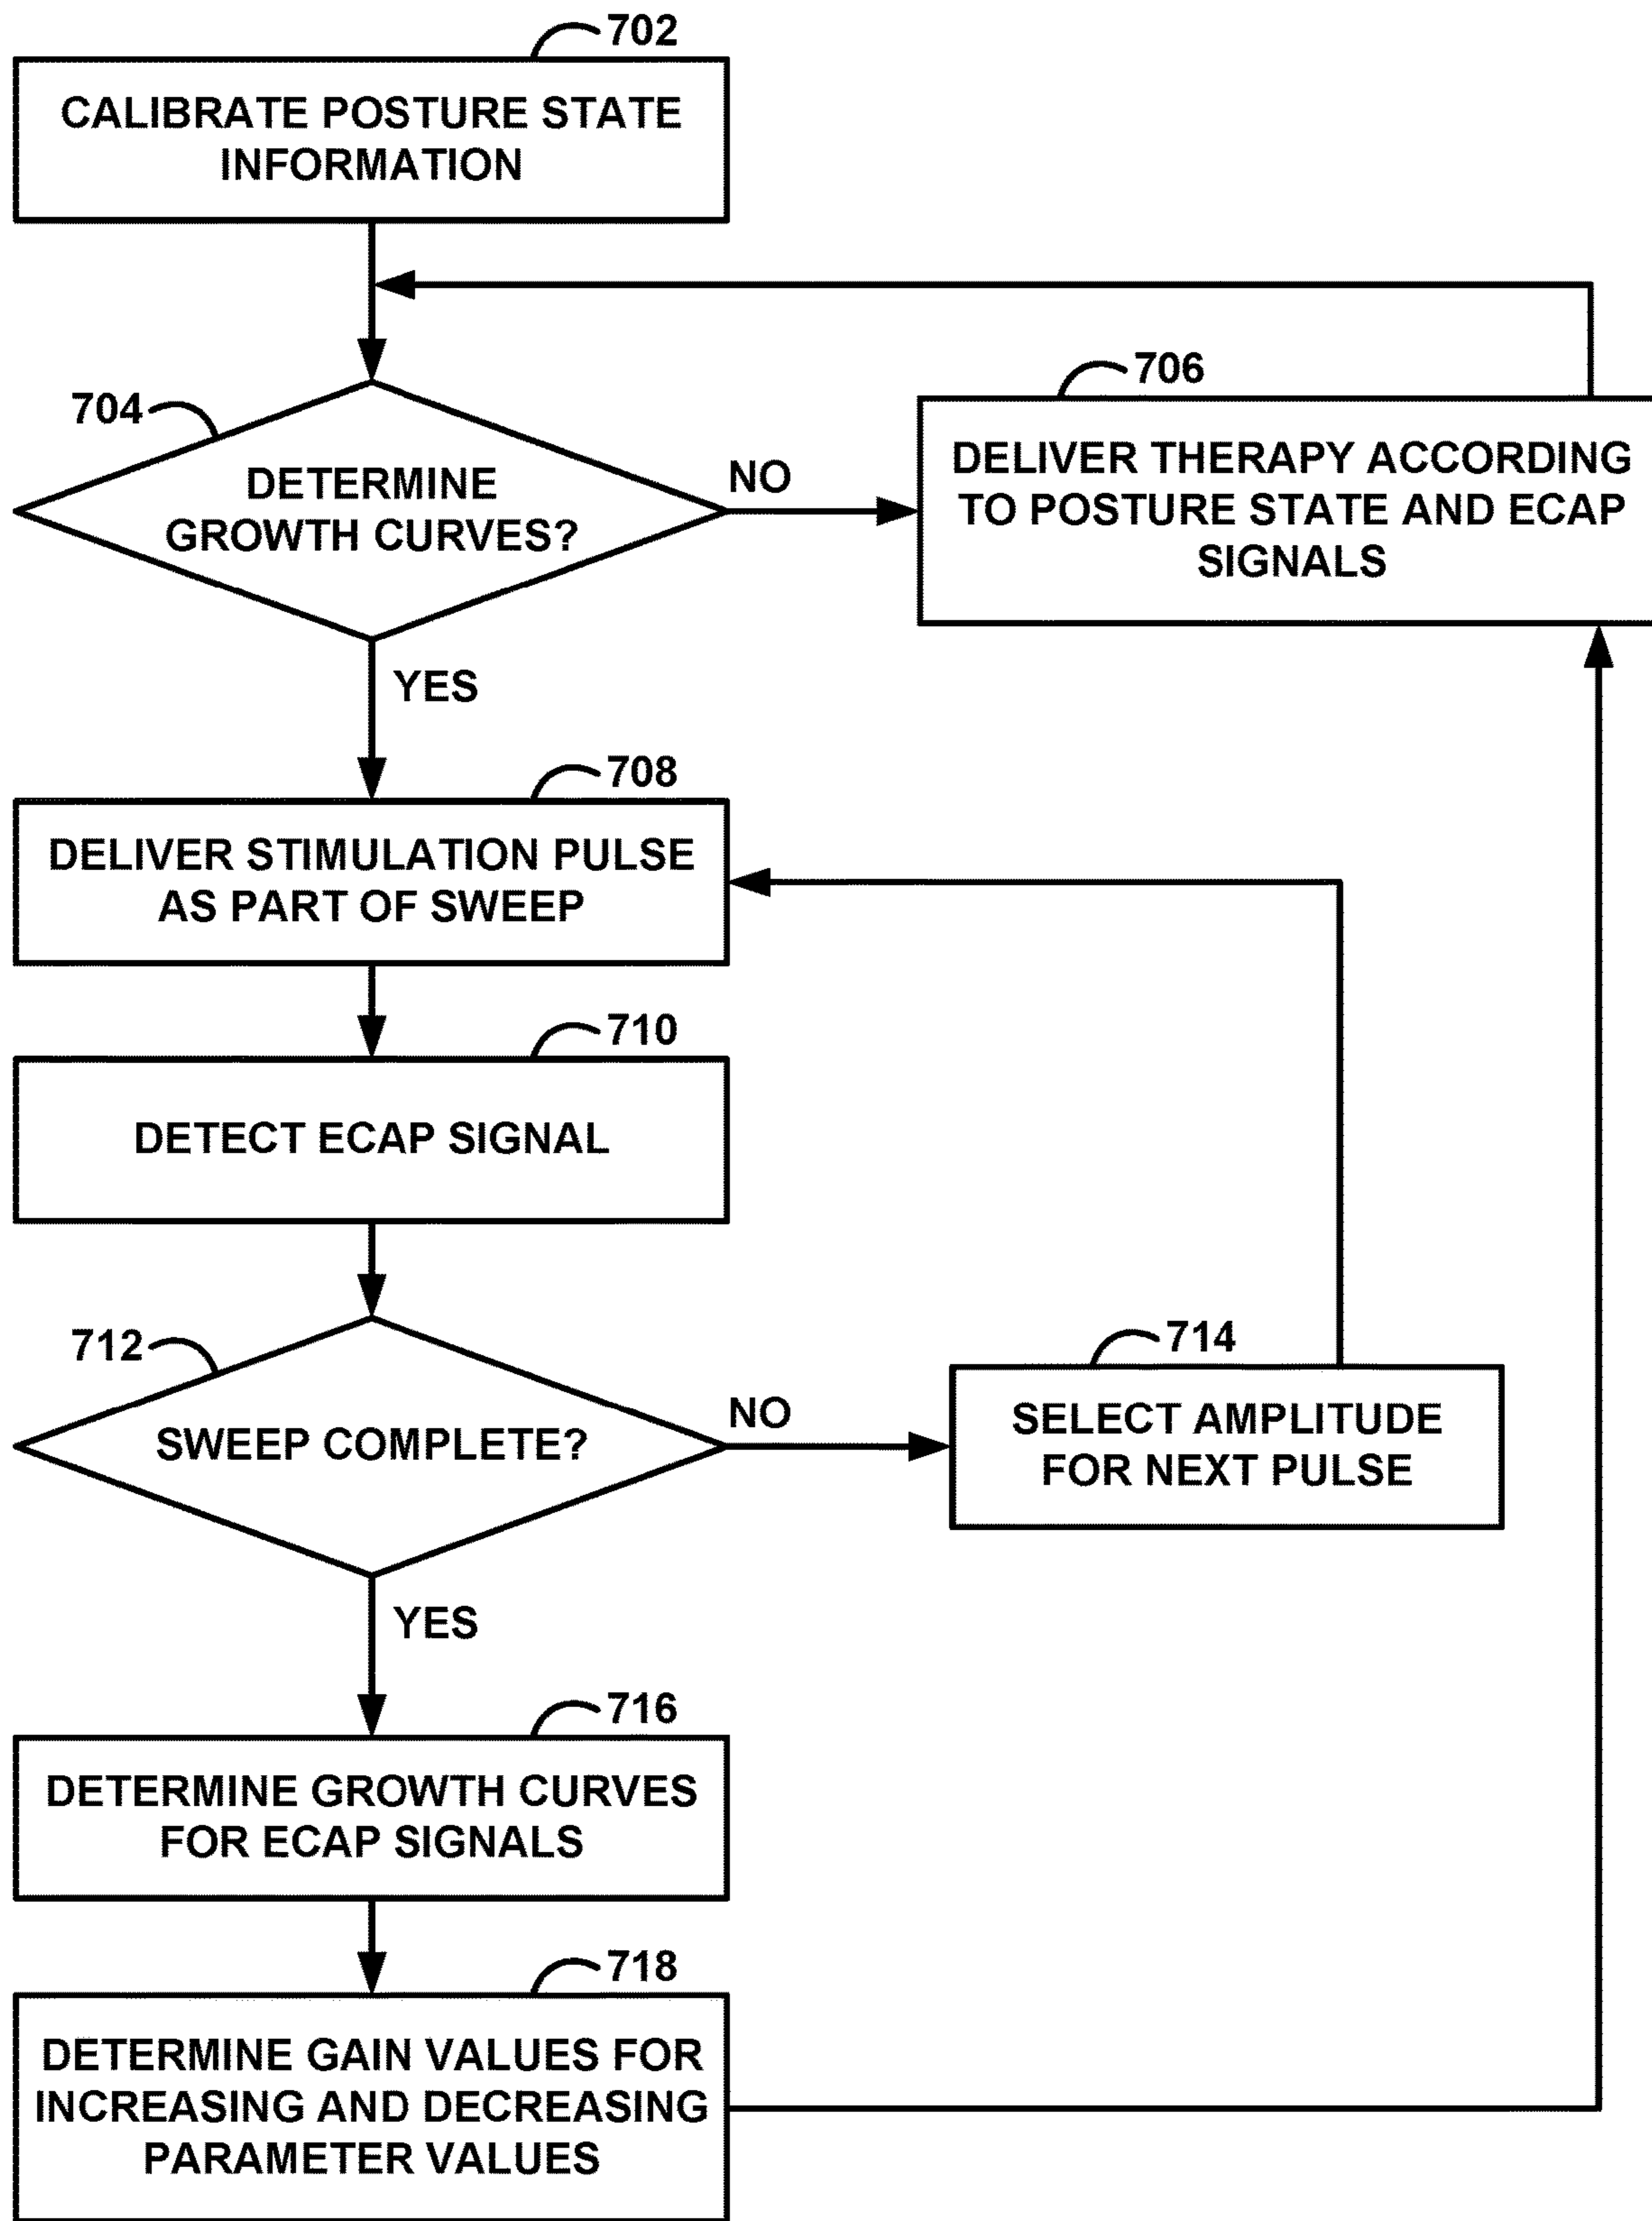 702
CALIBRATE POSTURE STATE
INFORMATION
704
DETERMINE
GROWTH CURVES?
NO
706
DELIVER THERAPY ACCORDING
TO POSTURE STATE AND ECAP
SIGNALS
YES
708
DELIVER STIMULATION PULSE
AS PART OF SWEEP
710
DETECT ECAP SIGNAL
712
SWEEP COMPLETE?
NO
714
SELECT AMPLITUDE
FOR NEXT PULSE
YES
716
DETERMINE GROWTH CURVES
FOR ECAP SIGNALS
718
DETERMINE GAIN VALUES FOR
INCREASING AND DECREASING
PARAMETER VALUES